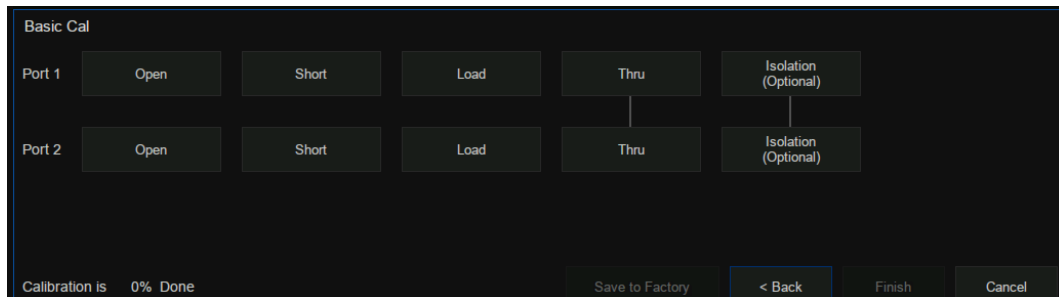 Basic Cal
Port 1 Open Short Load Thru Isolation
(Optional)
Port 2 Open Short Load Thru Isolation
(Optional)
Calibration is 0% Done Save to Factory < Back Finish Cancel